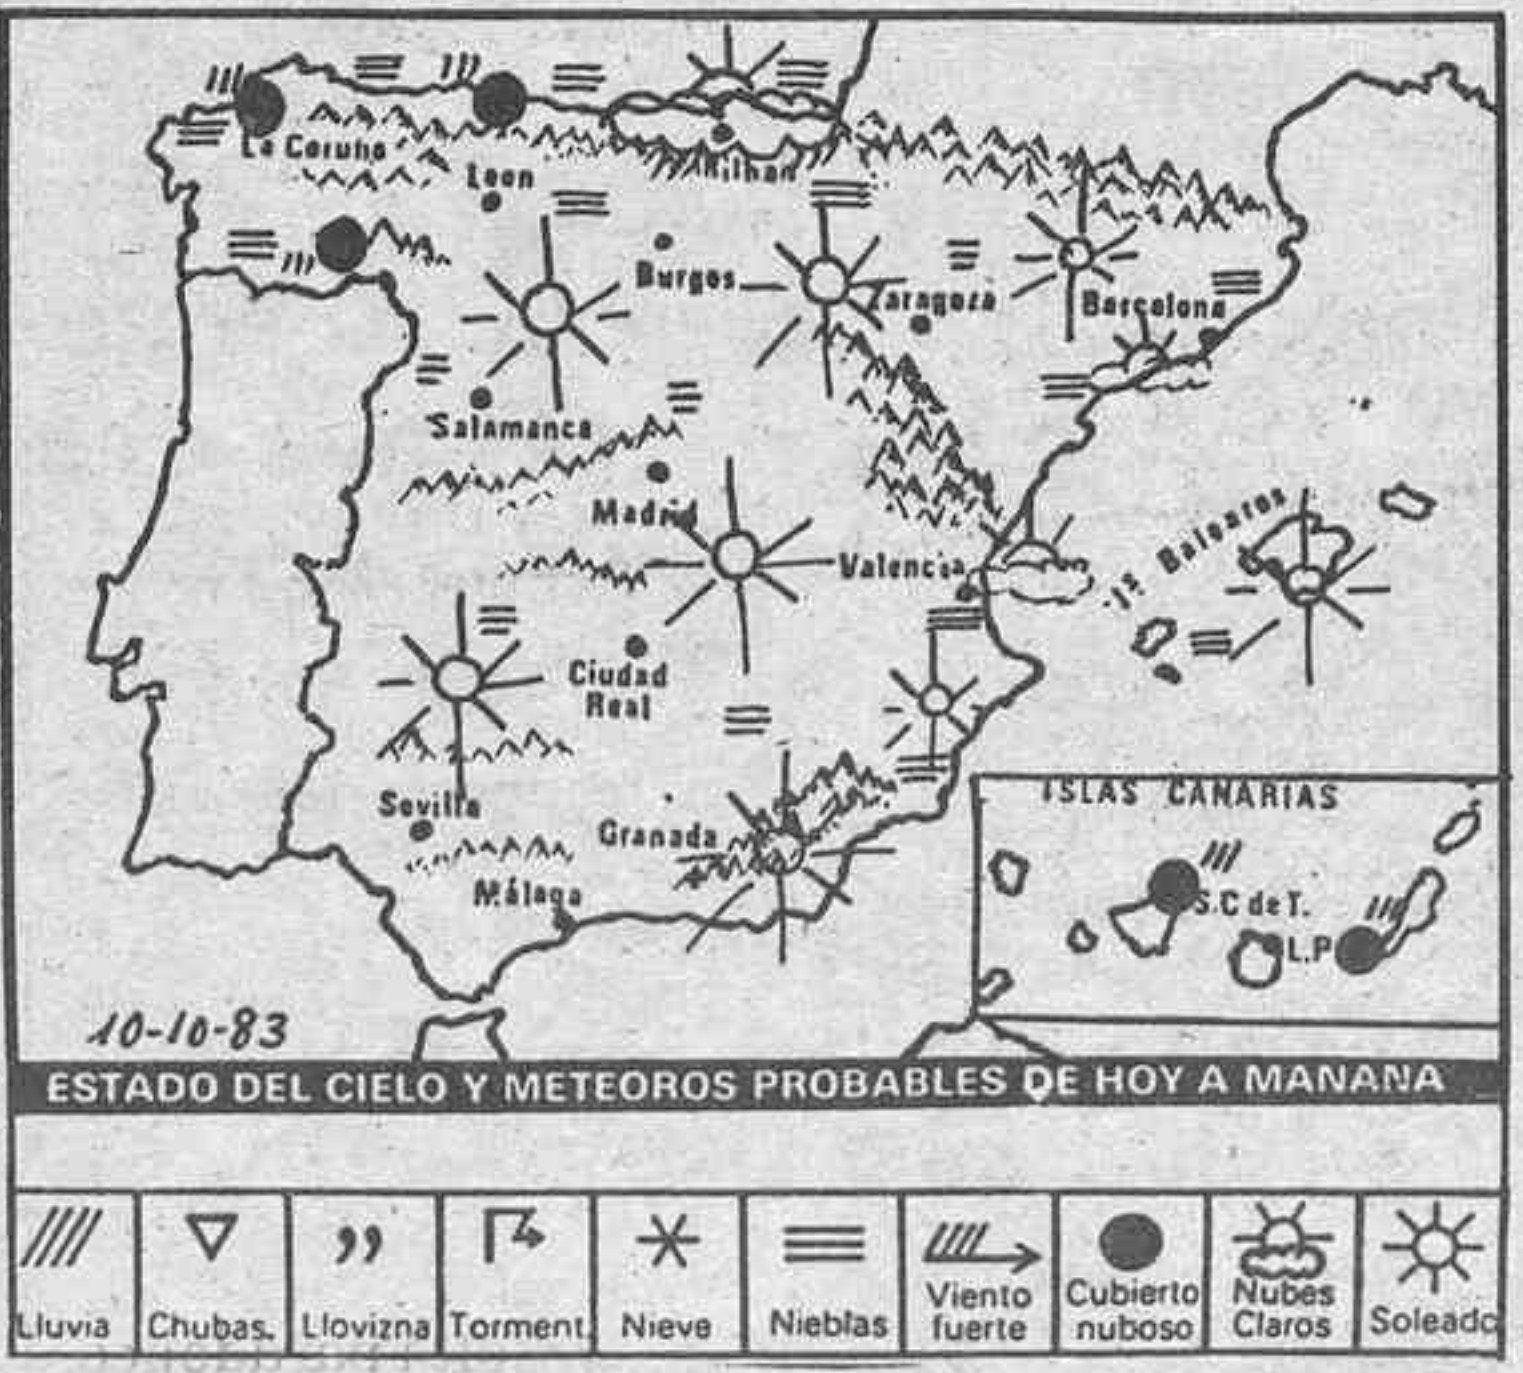 La Coruña
Leon
Burgos
Zaragoza
Barcelona
Salamanca
Madrid
Valencia
Is Baleares
Ciudad
Real
Sevilla
Granada
Málaga
ISLAS CANARIAS
S.C de T.
L.P
10-10-83
ESTADO DEL CIELO Y METEOROS PROBABLES DE HOY A MANANA
Lluvia
Chubas.
Llovizna
Torment.
Nieve
Nieblas
Viento
fuerte
Cubierto
nuboso
Nubes
Claros
Soleado